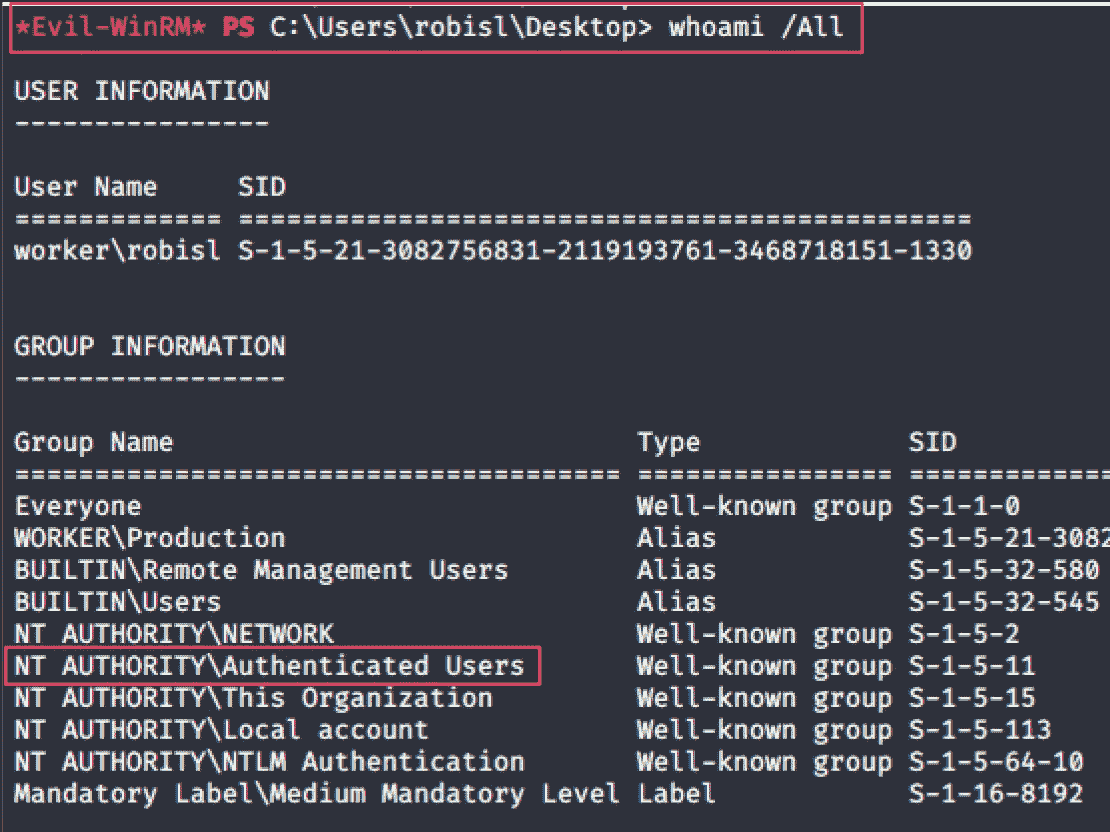 *Evil-WinRM* PS C:\Users\robisl\Desktop> whoami /All
USER INFORMATION
----------------
User Name     SID
============= ==============================================
worker\robisl S-1-5-21-3082756831-2119193761-3468718151-1330
GROUP INFORMATION
-----------------
Group Name                             Type             SID
====================================== ================ =============
Everyone                               Well-known group S-1-1-0
WORKER\Production                      Alias            S-1-5-21-3082
BUILTIN\Remote Management Users        Alias            S-1-5-32-580
BUILTIN\Users                          Alias            S-1-5-32-545
NT AUTHORITY\NETWORK                   Well-known group S-1-5-2
NT AUTHORITY\Authenticated Users       Well-known group S-1-5-11
NT AUTHORITY\This Organization         Well-known group S-1-5-15
NT AUTHORITY\Local account             Well-known group S-1-5-113
NT AUTHORITY\NTLM Authentication       Well-known group S-1-5-64-10
Mandatory Label\Medium Mandatory Level Label            S-1-16-8192